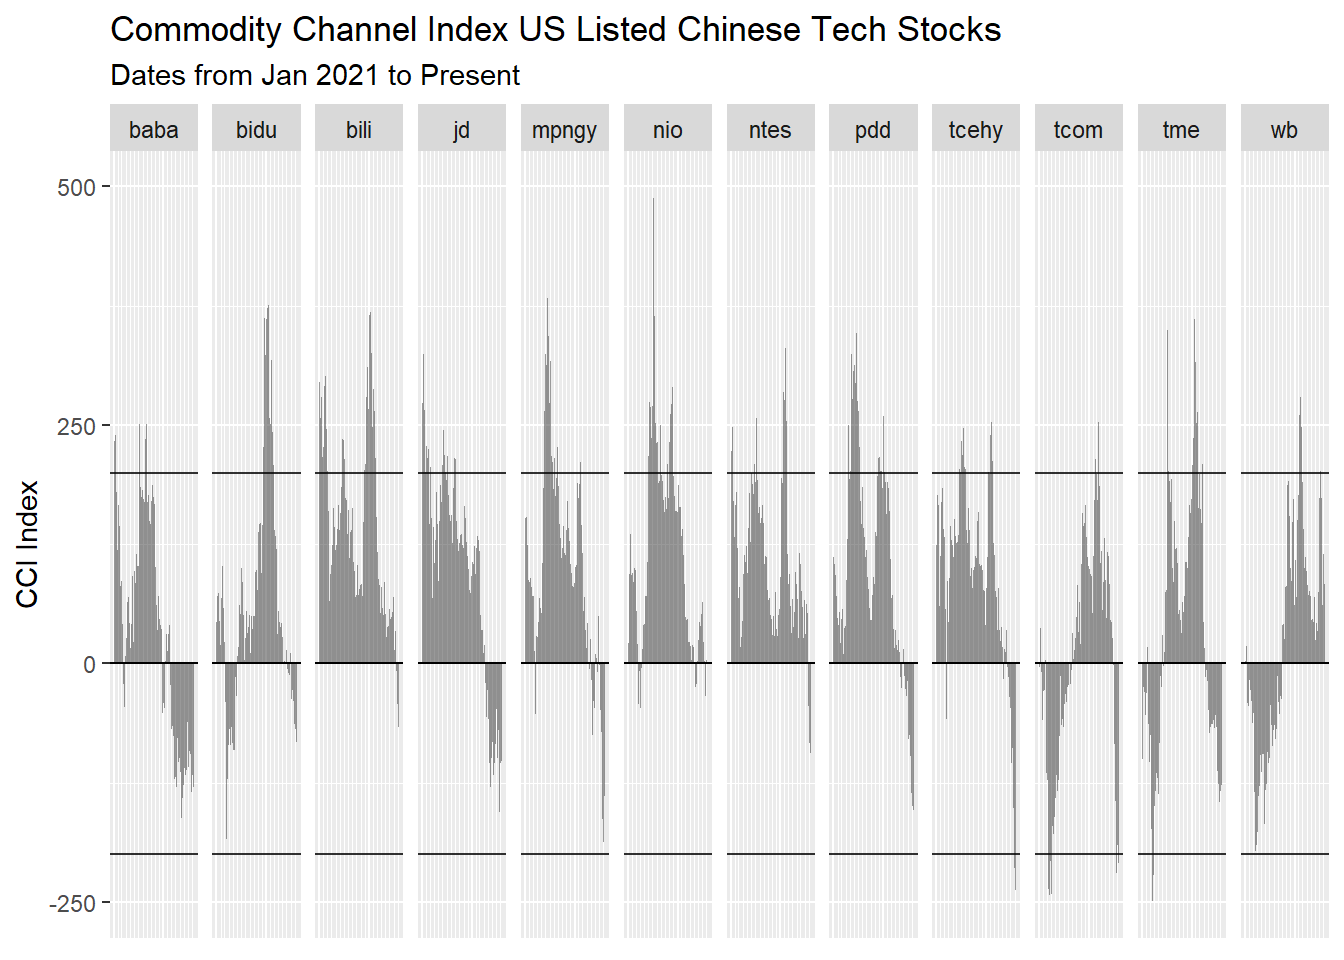 Commodity Channel Index US Listed Chinese Tech Stocks
Dates from Jan 2021 to Present
baba bidu bili jd mpngy nio ntes pdd tcehy tcom tme wb
500
250
0
-250
CCI Index